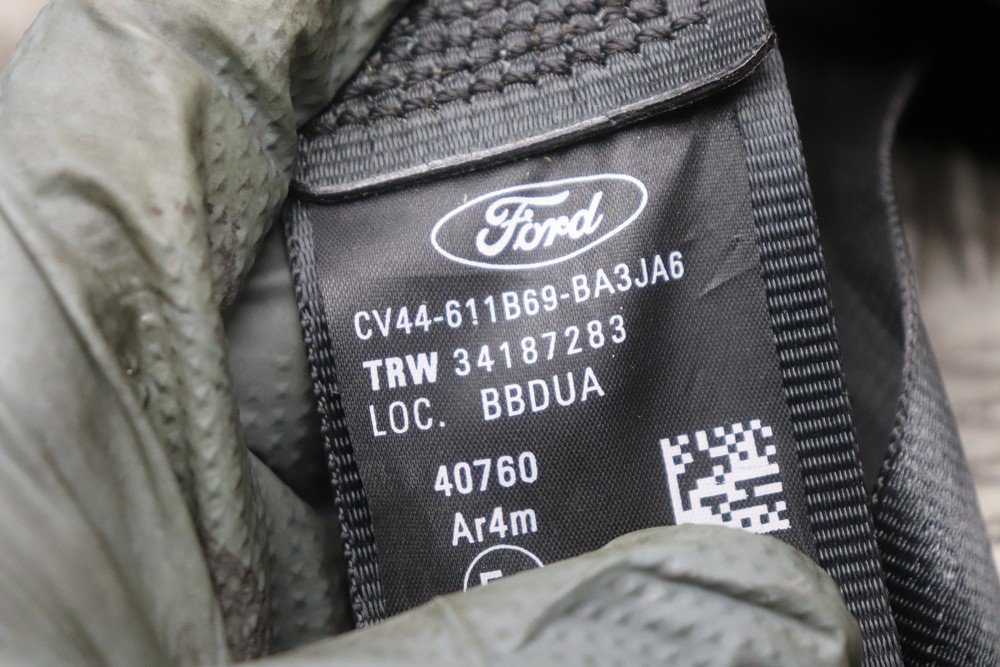 Ford
CV44-611B69-BA3JA6
TRW 34187283
LOC. BBDUA
40760
Ar4m